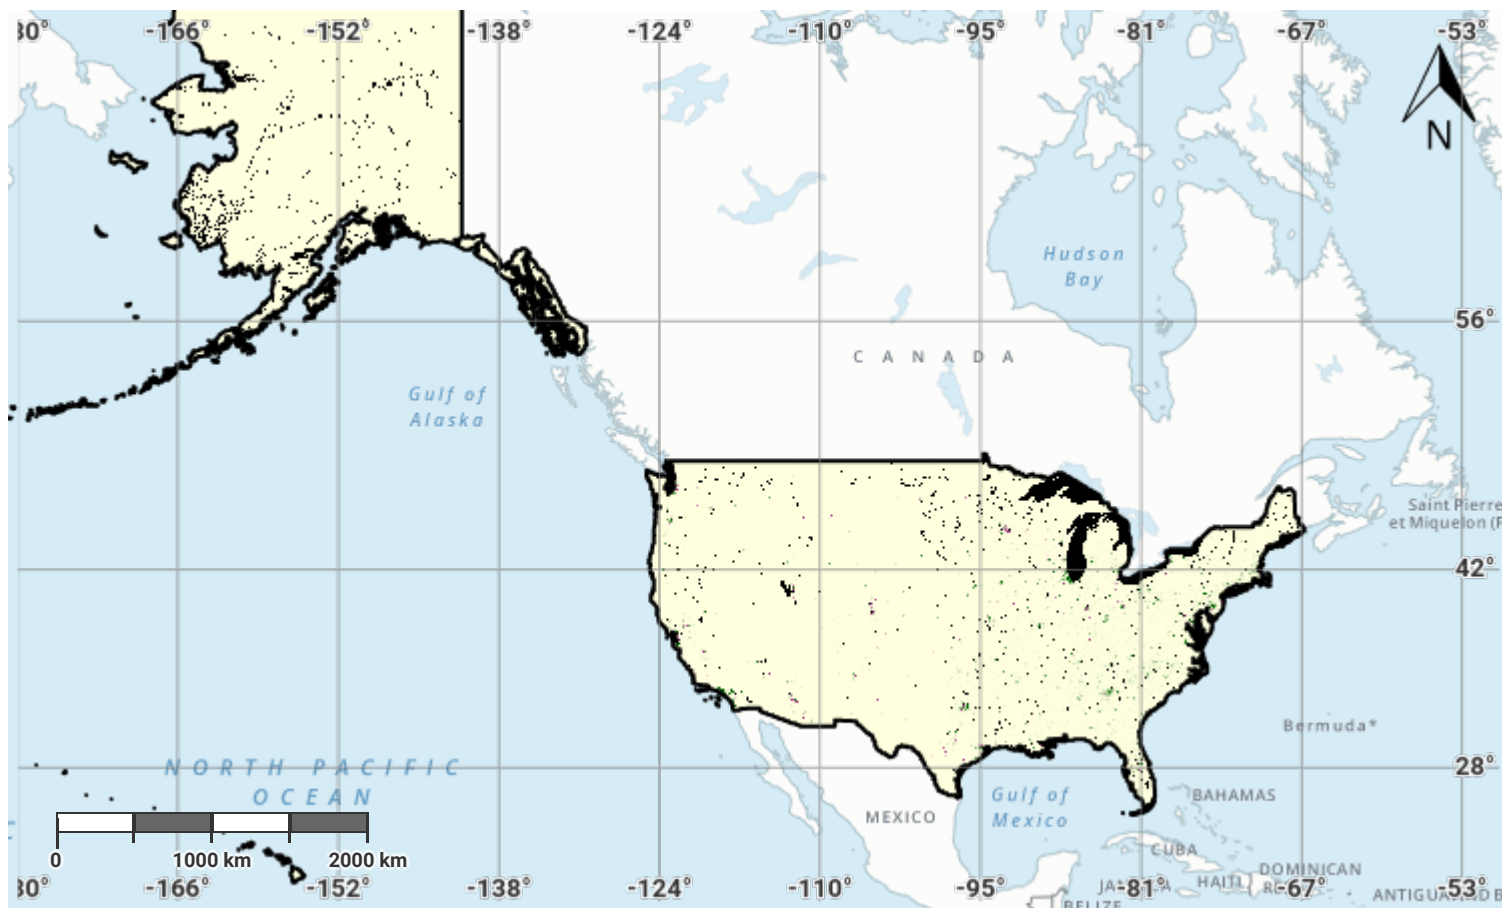 -166°
-152°
-138°
-124°
-110°
-95°
-81°
-67°
-53°
N
Hudson
Bay
56°
CANADA
Gulf of
Alaska
Saint Pierre
et Miquelon (F
42°
Bermuda*
NORTH PACIFIC
OCEAN
28°
BAHAMAS
Gulf of
Mexico
MEXICO
CUBA
0
1000 km
2000 km
DOMINICAN
HAITI
-166°
-152°
-138°
-124°
-110°
-95°
-81°
-67°
-53°
ANTIGUA AND B
BELIZE